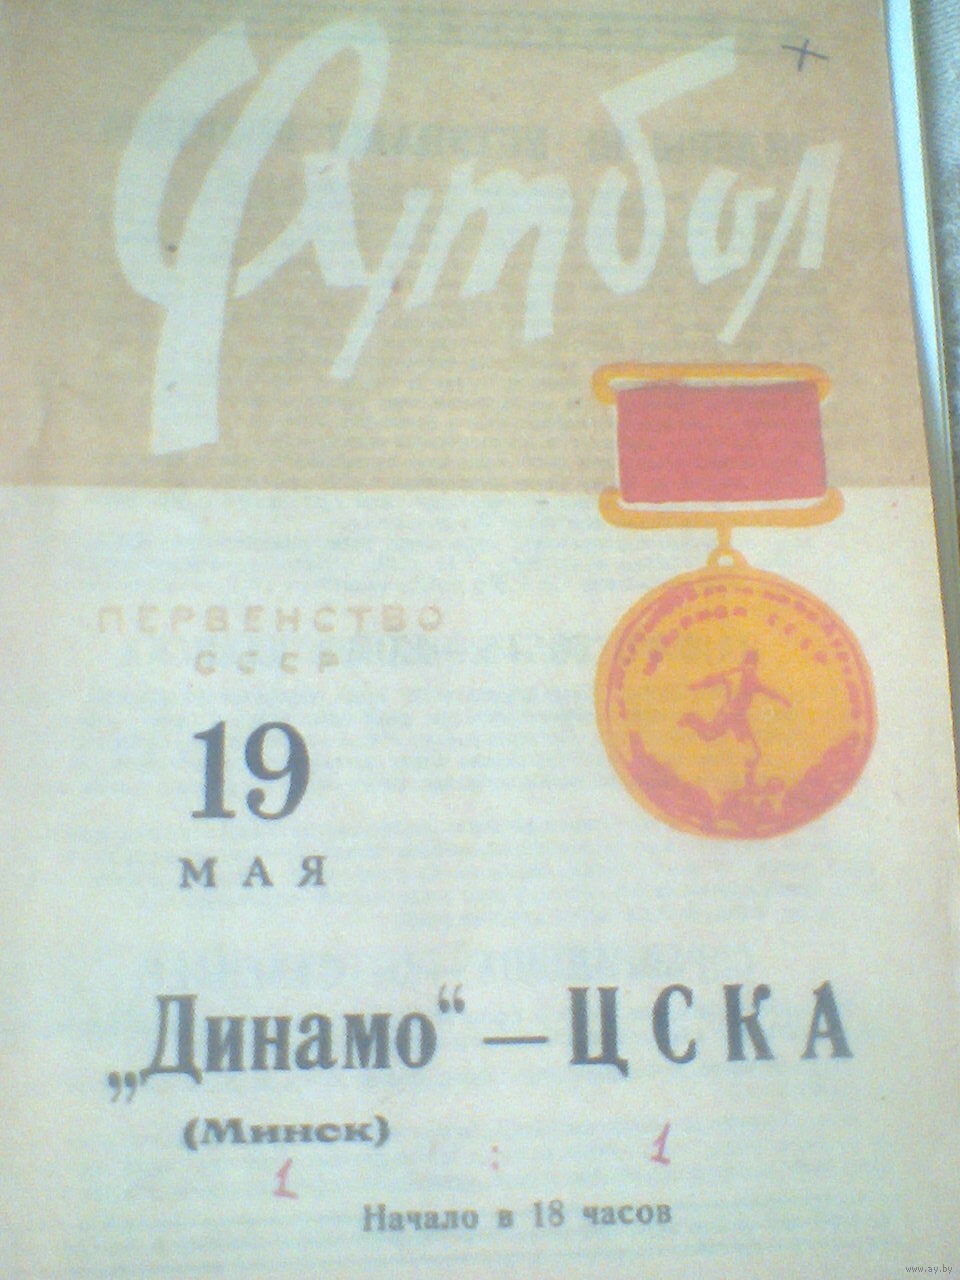 Футбол
ПЕРВЕНСТВО
СССР
19
МАЯ
„Динамо“ — ЦСКА
(Минск)
1 : 1
Начало в 18 часов
www.ay.by